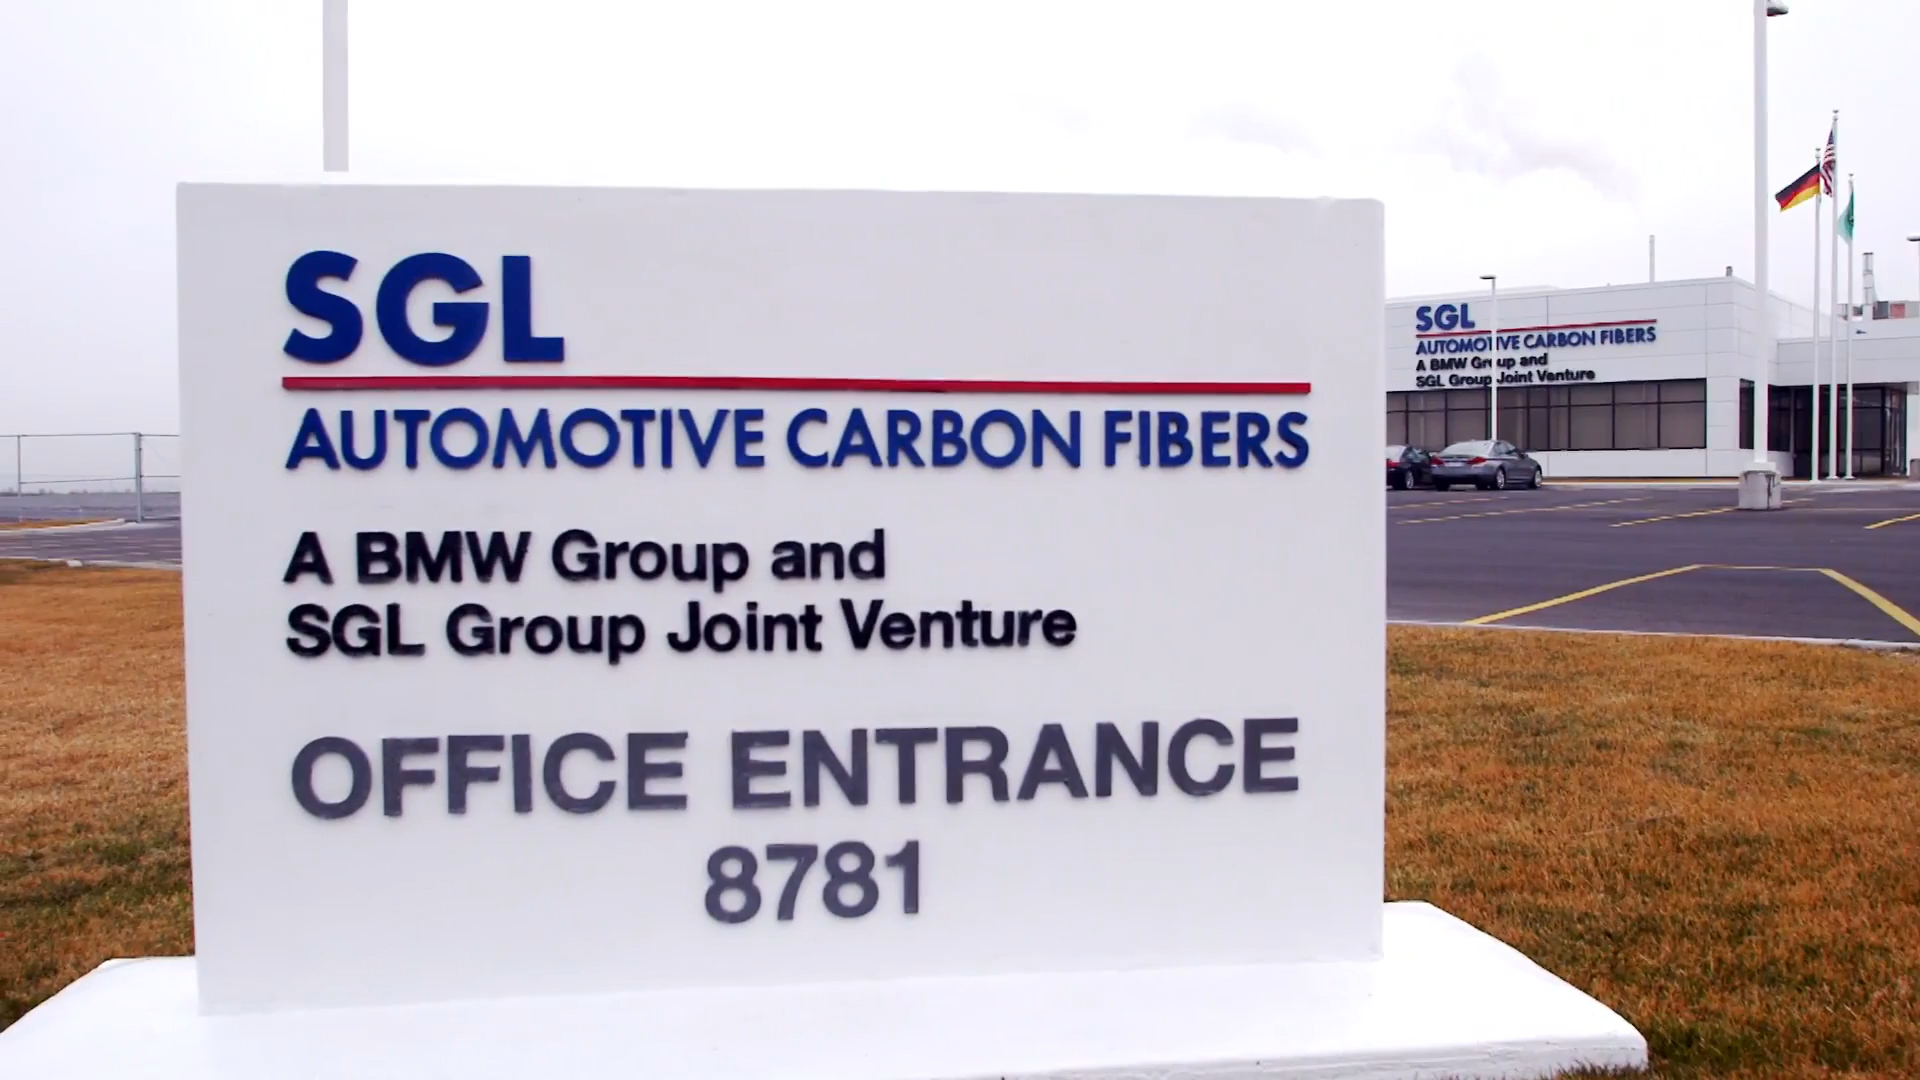 SGL
AUTOMOTIVE CARBON FIBERS
A BMW Group and
SGL Group Joint Venture
OFFICE ENTRANCE
8781
SGL
AUTOMOTIVE CARBON FIBERS
A BMW Group and
SGL Group Joint Venture